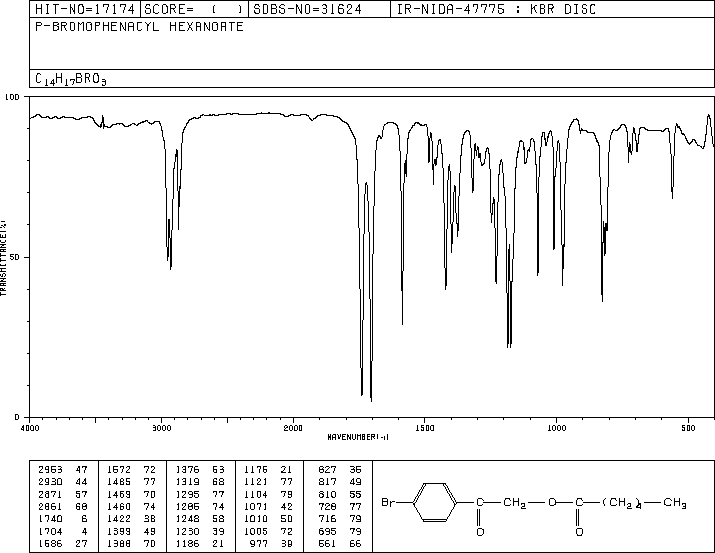 HIT-NO=17174 SCORE= ( ) SDBS-NO=31624 IR-NIDA-47775 : KBR DISC
P-BROMOPHENACYL HEXANOATE
C14H17BRO3
100
50
0
TRANSMITTANCE(%)
4000 3000 2000 1500 1000 500
WAVENUMBER(-1)
2953 47 1572 72 1376 53 1176 21 827 35
2930 44 1485 77 1319 68 1121 77 817 49
2871 57 1469 70 1295 77 1104 79 810 55
2861 68 1460 74 1286 74 1071 42 728 77
1740 6 1422 38 1248 58 1010 50 716 79
1704 4 1399 49 1230 39 1005 72 695 79
1586 27 1388 70 1186 21 977 39 561 66
Br C CH2 O C (CH2)4 CH3
O O